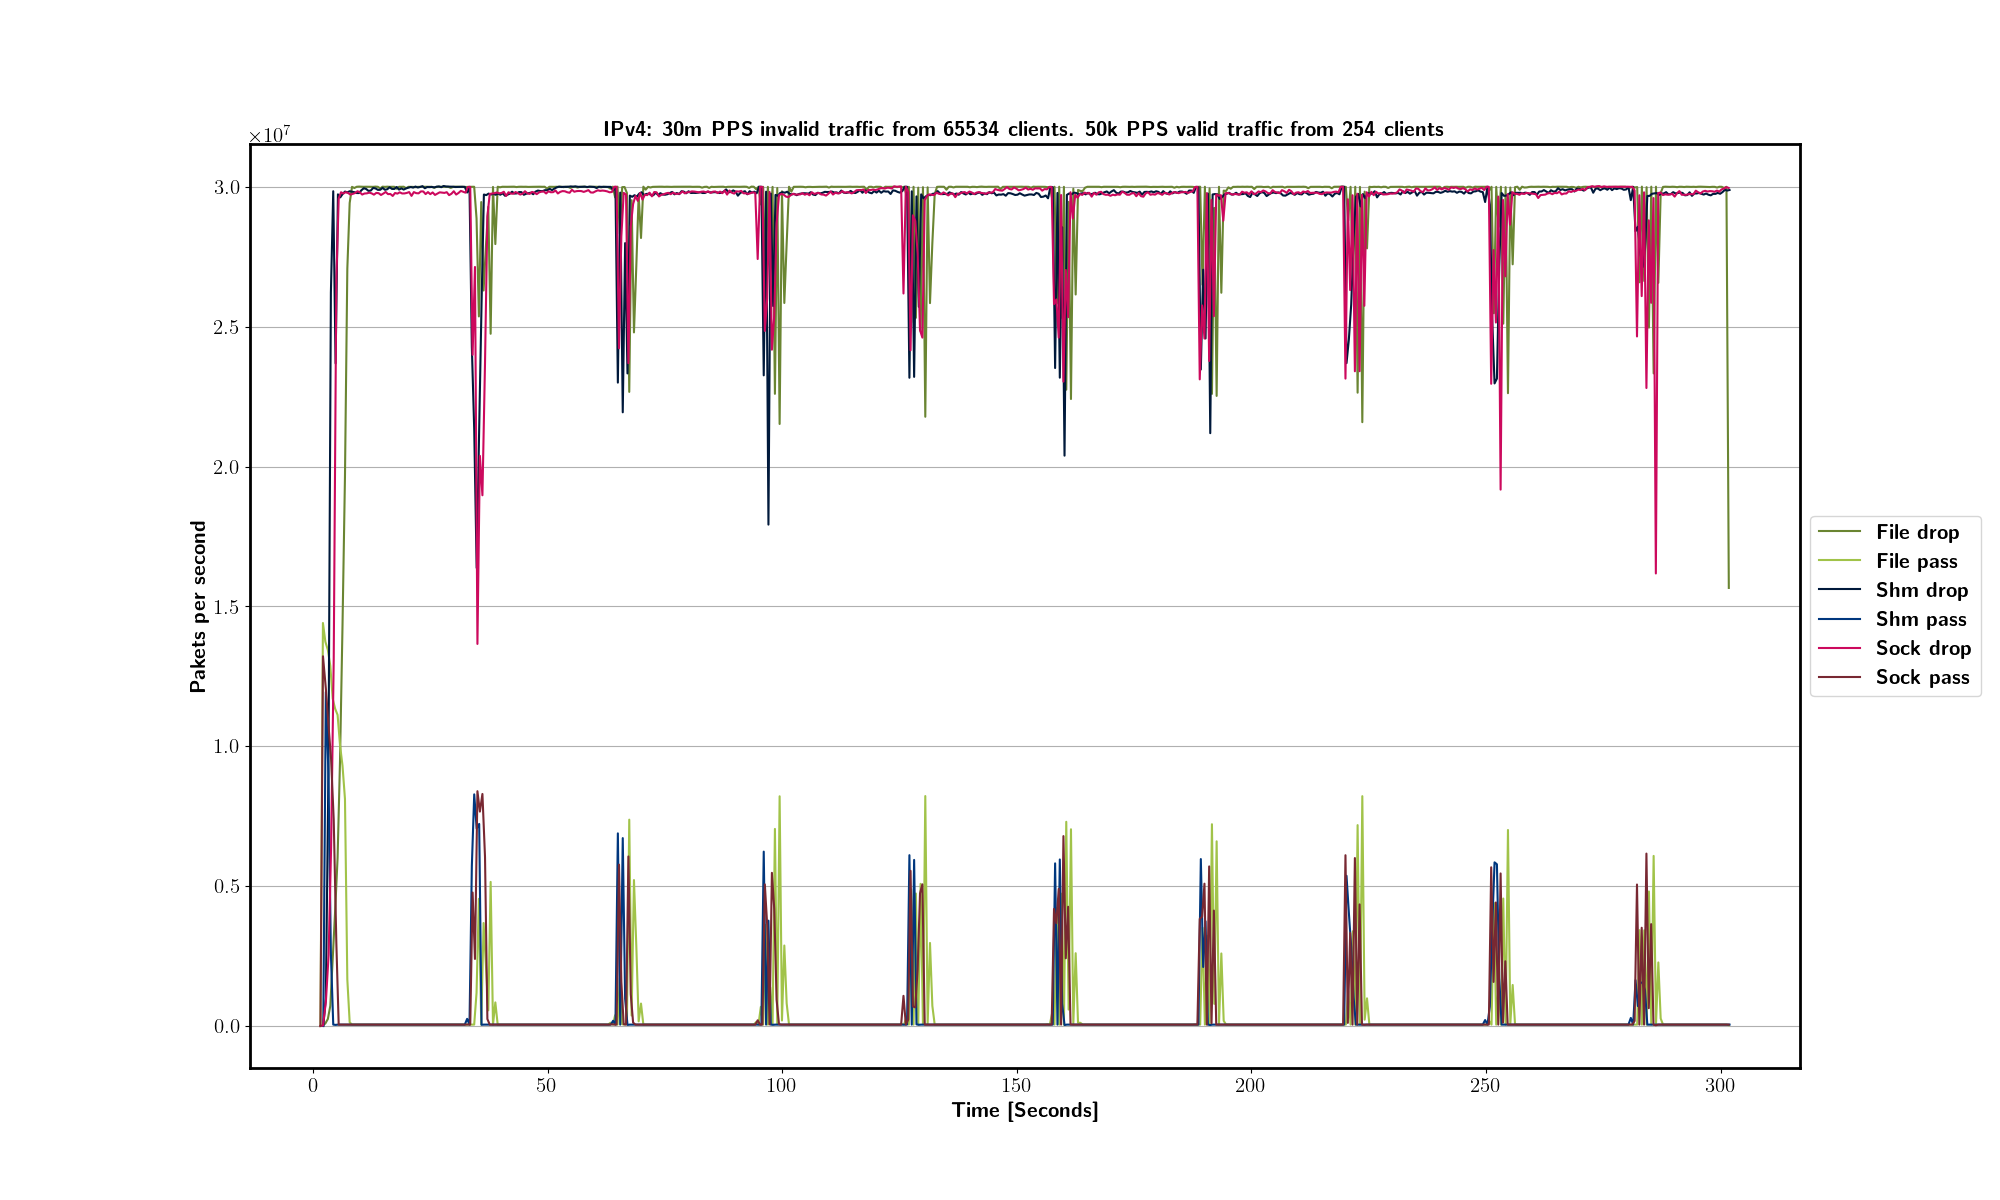 IPv4: 30m PPS invalid traffic from 65534 clients. 50k PPS valid traffic from 254 clients
×10⁷
3.0
2.5
2.0
1.5
1.0
0.5
0.0
Pakets per second
0 50 100 150 200 250 300
Time [Seconds]
File drop
File pass
Shm drop
Shm pass
Sock drop
Sock pass